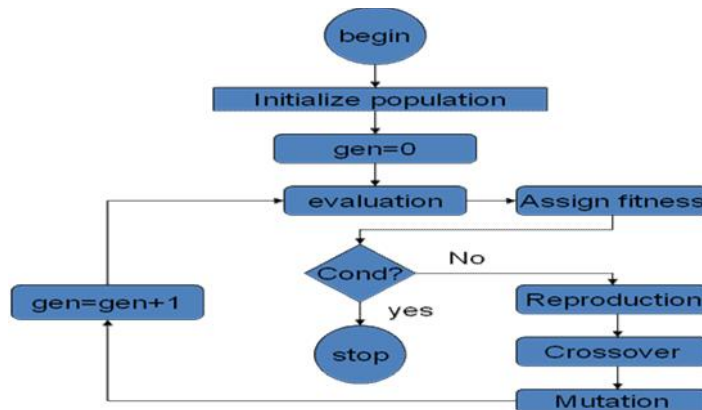 begin
Initialize population
gen=0
evaluation
Assign fitness
Cond?
No
gen=gen+1
Reproduction
yes
stop
Crossover
Mutation